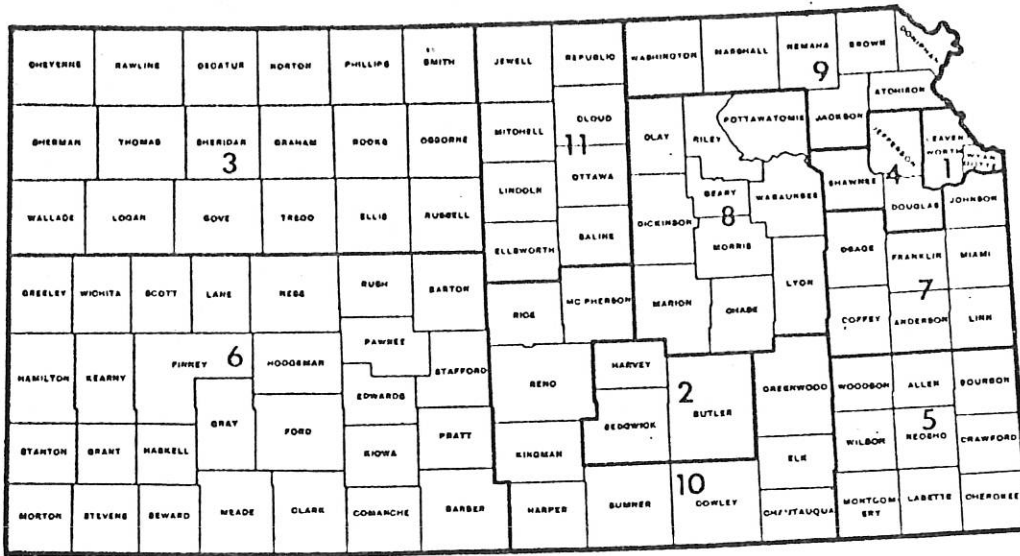 CHEYENNE RAWLINS DECATUR NORTON PHILLIPS SMITH JEWELL REPUBLIC WASHINGTON MARSHALL NEMAHA BROWN DONIPHAN
9
ATCHISON
SHERMAN THOMAS SHERIDAN GRAHAM ROOKS OSBORNE MITCHELL CLOUD CLAY RILEY POTTAWATOMIE JACKSON JEFFERSON LEAVEN
WORTH WYAN
DOTTE
3 11 4 1
LINCOLN OTTAWA GEARY WABAUNSEE SHAWNEE DOUGLAS JOHNSON
WALLACE LOGAN GOVE TREGO ELLIS RUSSELL
8
ELLSWORTH SALINE DICKINSON MORRIS OSAGE FRANKLIN MIAMI
GREELEY WICHITA SCOTT LANE NESS RUSH BARTON RICE MC PHERSON MARION CHASE LYON
7
COFFEY ANDERSON LINN
PAWNEE
HAMILTON KEARNY FINNEY 6 HODGEMAN STAFFORD RENO HARVEY
EDWARDS
2
BUTLER GREENWOOD WOODSON ALLEN BOURBON
GRAY FORD SEDGWICK
5
STANTON GRANT HASKELL KIOWA PRATT KINGMAN ELK WILSON NEOSHO CRAWFORD
10
MORTON STEVENS SEWARD MEADE CLARK COMANCHE BARBER HARPER SUMNER COWLEY CHAUTAUQUA MONTGOM
ERY LABETTE CHEROKEE